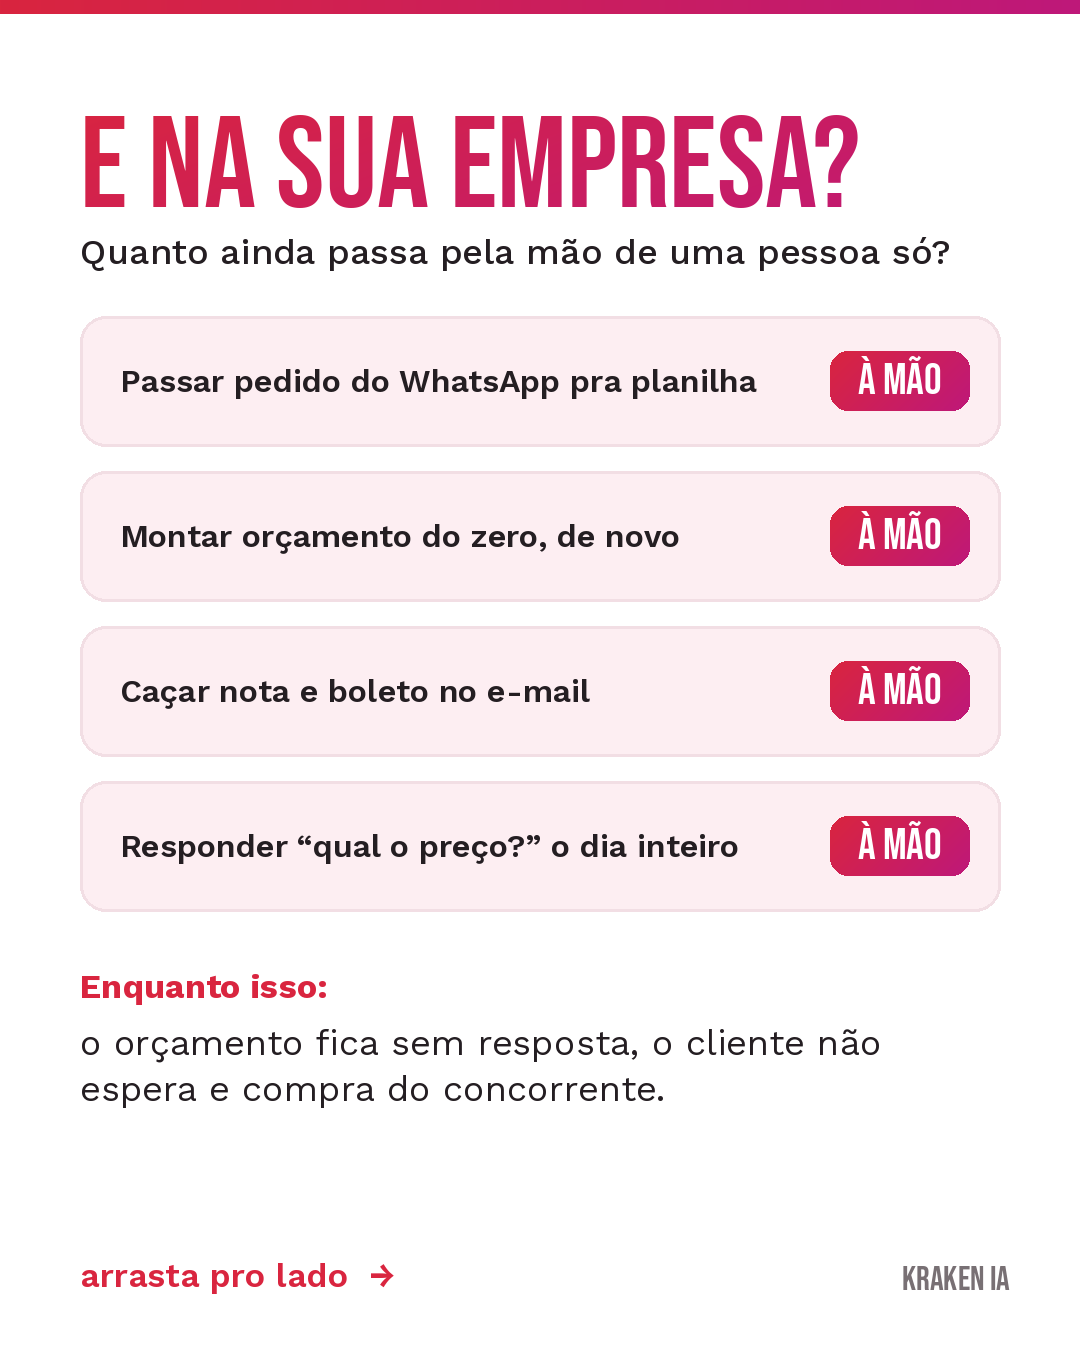 E NA SUA EMPRESA?
Quanto ainda passa pela mão de uma pessoa só?
Passar pedido do WhatsApp pra planilha
À MÃO
Montar orçamento do zero, de novo
À MÃO
Caçar nota e boleto no e-mail
À MÃO
Responder “qual o preço?” o dia inteiro
À MÃO
Enquanto isso:
o orçamento fica sem resposta, o cliente não
espera e compra do concorrente.
arrasta pro lado →
KRAKEN IA